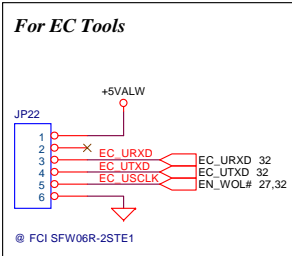 For EC Tools
+5VALW
JP22
1
2
3 EC_URXD EC_URXD 32
4 EC_UTXD EC_UTXD 32
5 EC_USCLK EN_WOL# 27,32
6
@ FCI SFW06R-2STE1